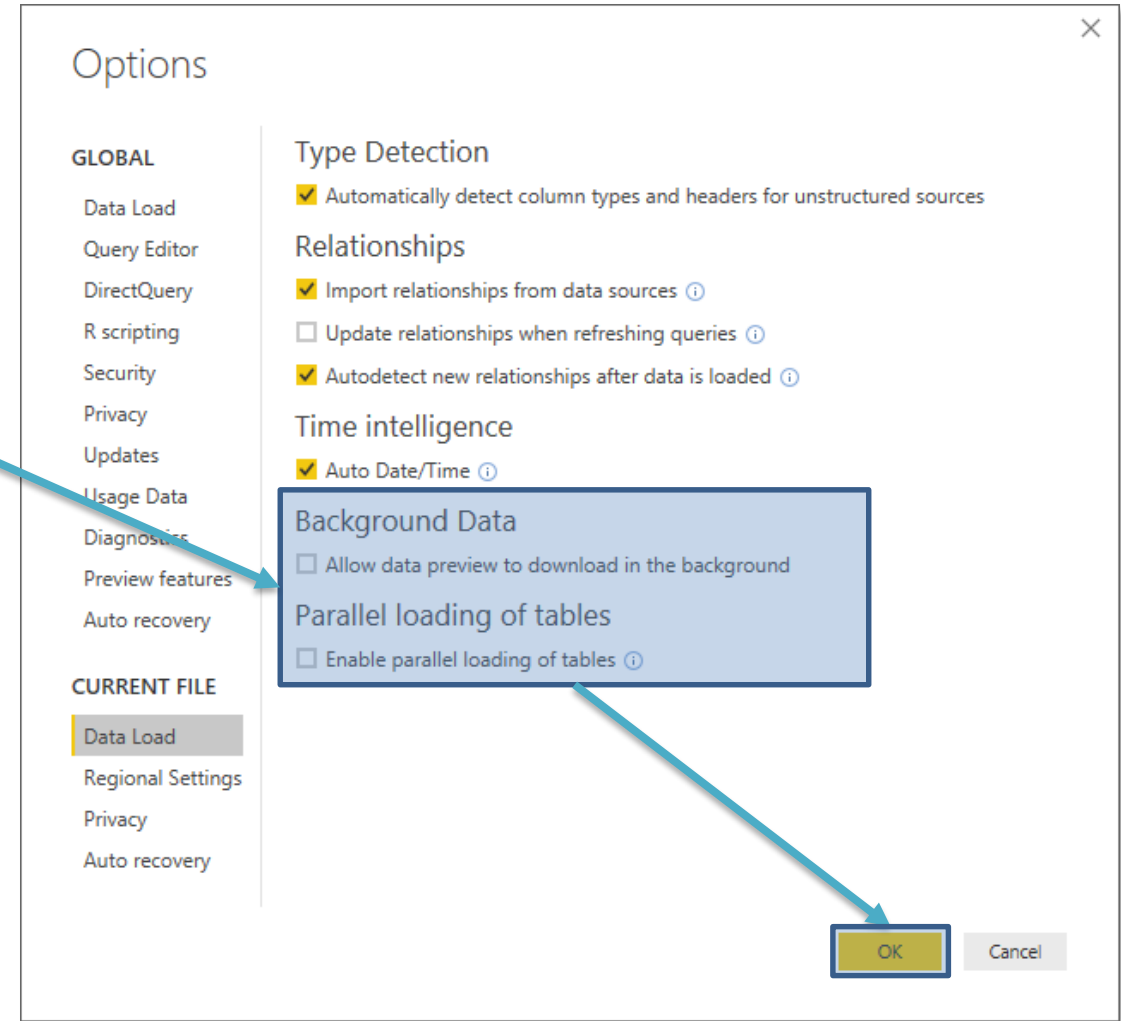 Options
GLOBAL
Data Load
Query Editor
DirectQuery
R scripting
Security
Privacy
Updates
Usage Data
Diagnostics
Preview features
Auto recovery
CURRENT FILE
Data Load
Regional Settings
Privacy
Auto recovery
Type Detection
Automatically detect column types and headers for unstructured sources
Relationships
Import relationships from data sources
Update relationships when refreshing queries
Autodetect new relationships after data is loaded
Time intelligence
Auto Date/Time
Background Data
Allow data preview to download in the background
Parallel loading of tables
Enable parallel loading of tables
OK
Cancel